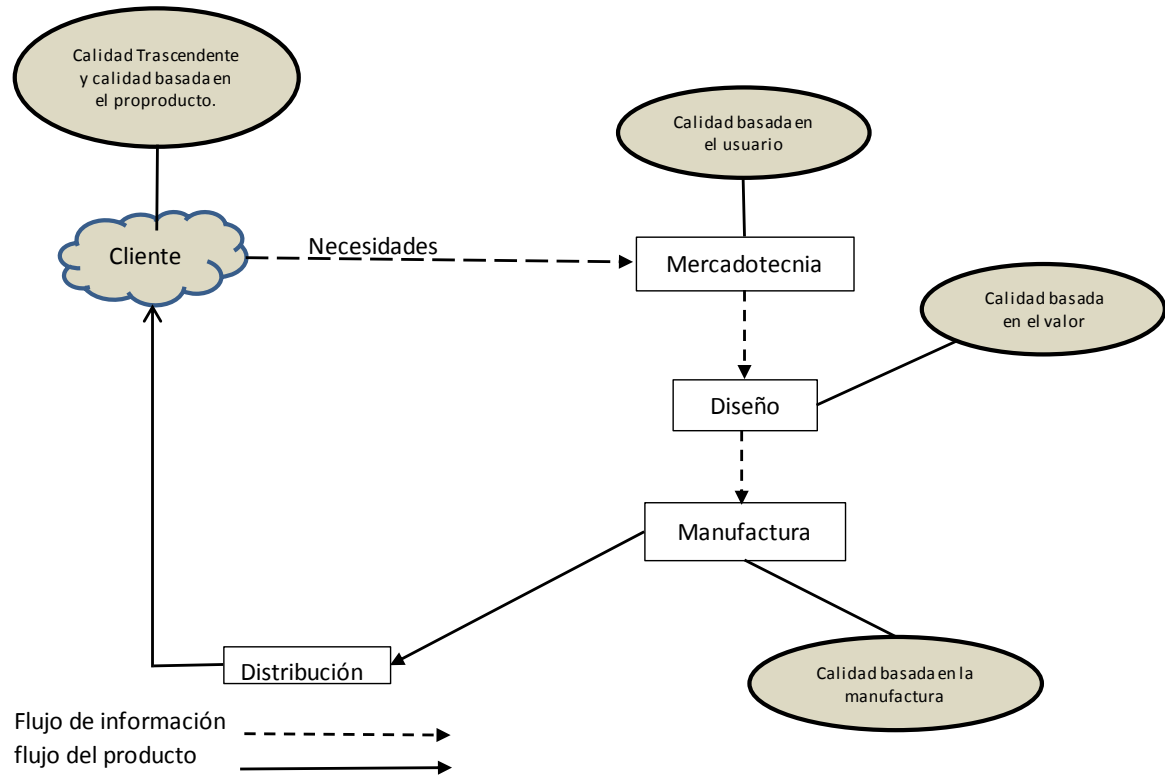 Calidad Trascendente
y calidad basada en
el proproducto.
Calidad basada en
el usuario
Cliente
Necesidades
Mercadotecnia
Calidad basada
en el valor
Diseño
Manufactura
Distribución
Calidad basada en la
manufactura
Flujo de información
flujo del producto